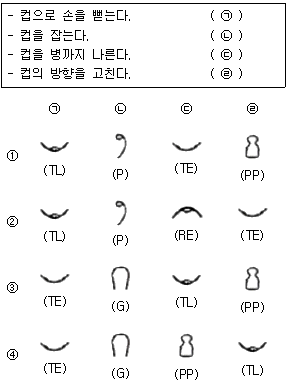 - 컵으로 손을 뻗는다. ( ㉠ )
- 컵을 잡는다. ( ㉡ )
- 컵을 병까지 나른다. ( ㉢ )
- 컵의 방향을 고친다. ( ㉣ )
㉠ ㉡ ㉢ ㉣
① (TL) (P) (TE) (PP)
② (TL) (P) (RE) (TE)
③ (TE) (G) (TL) (PP)
④ (TE) (G) (PP) (TL)